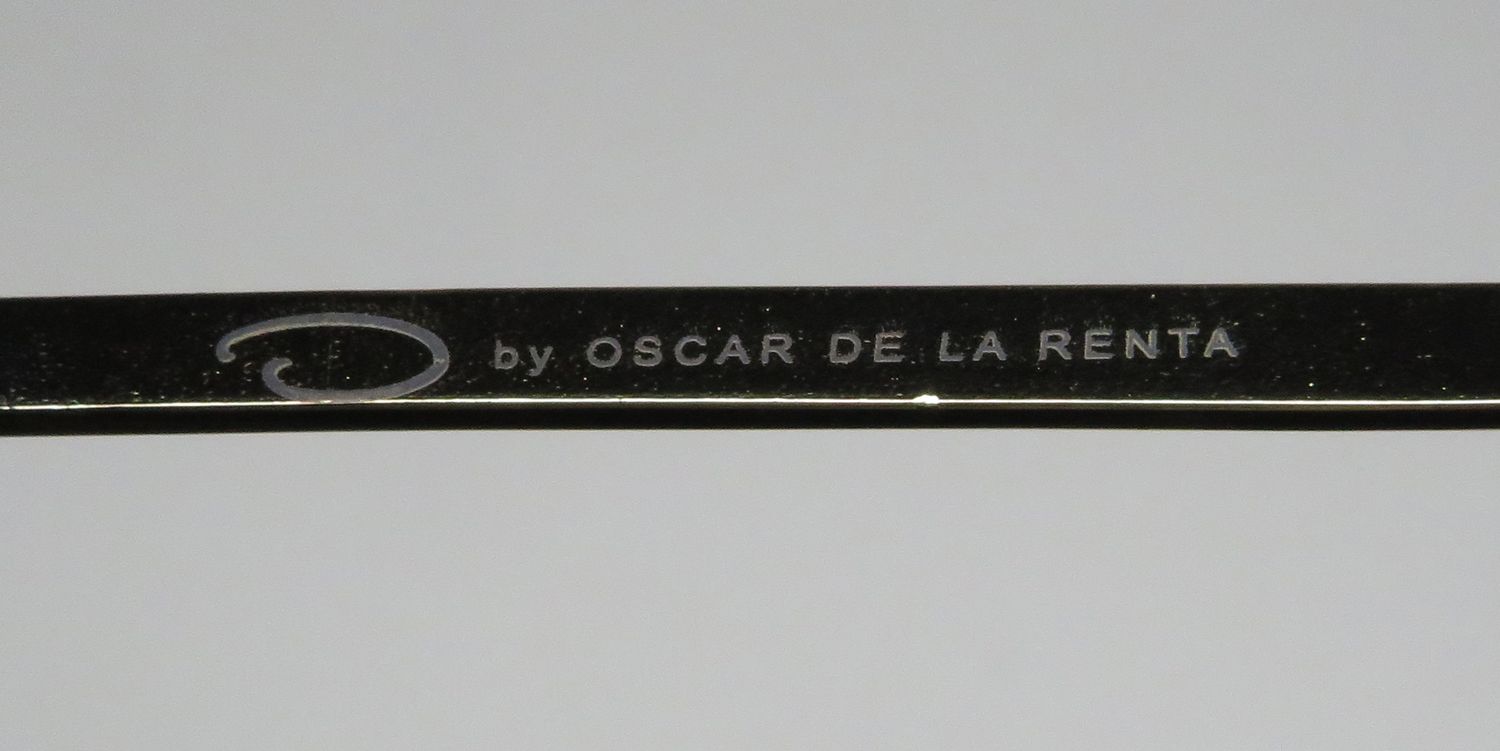 O by OSCAR DE LA RENTA